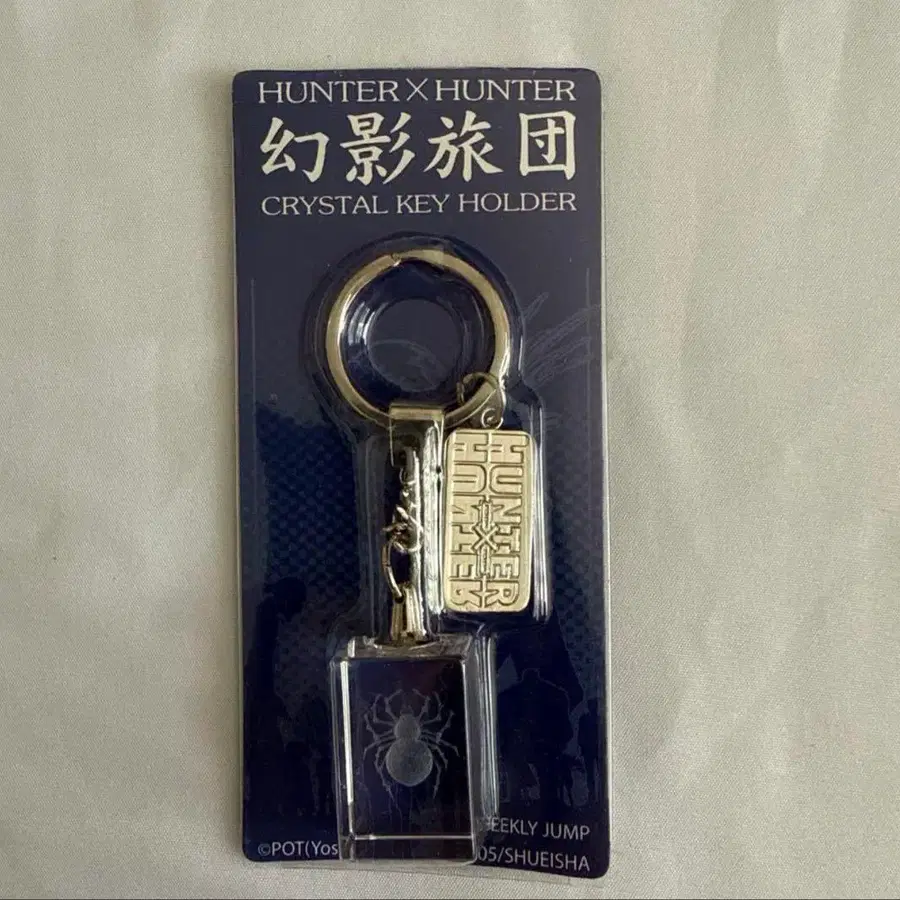 HUNTER×HUNTER
幻影旅団
CRYSTAL KEY HOLDER
HUNTER
×
HUNTER
EEKLY JUMP
©POT(Yos
05/SHUEISHA